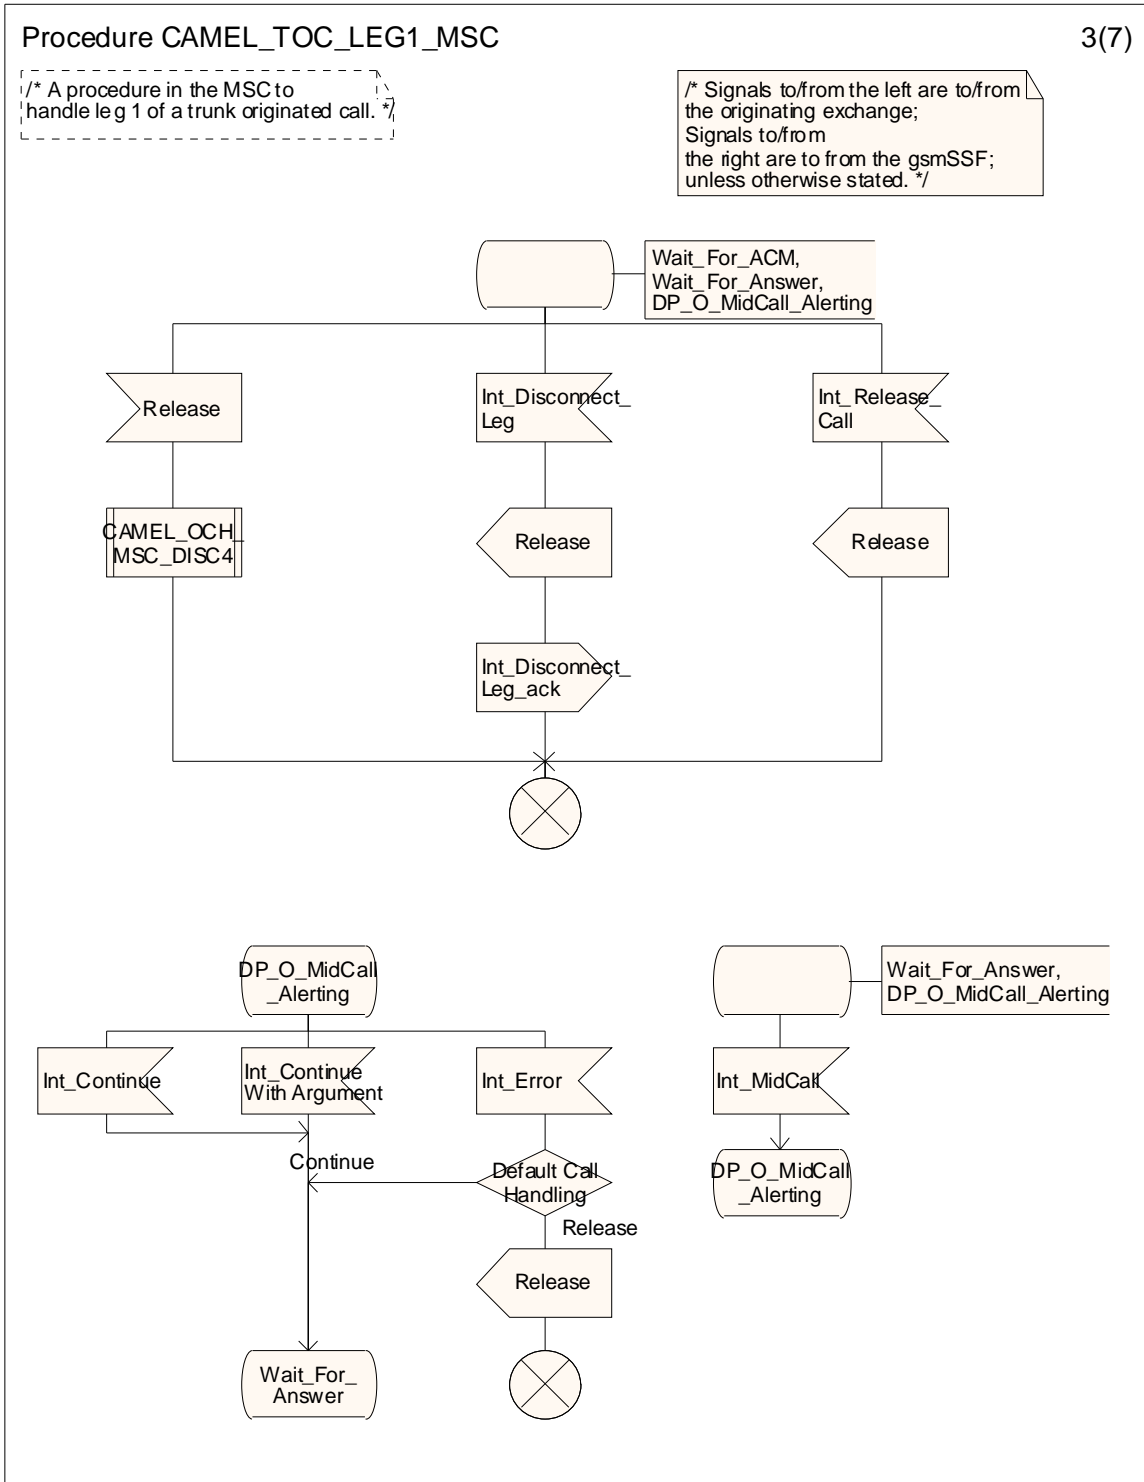 Procedure CAMEL_TOC_LEG1_MSC
3(7)
/* A procedure in the MSC to
handle leg 1 of a trunk originated call. */
/* Signals to/from the left are to/from
the originating exchange;
Signals to/from
the right are to from the gsmSSF;
unless otherwise stated. */
Wait_For_ACM,
Wait_For_Answer,
DP_O_MidCall_Alerting
Release
Int_Disconnect_
Leg
Int_Release_
Call
CAMEL_OCH_
MSC_DISC4
Release
Release
Int_Disconnect_
Leg_ack
DP_O_MidCall
_Alerting
Wait_For_Answer,
DP_O_MidCall_Alerting
Int_Continue
Int_Continue
With Argument
Int_Error
Int_MidCall
Continue
Default Call
Handling
DP_O_MidCall
_Alerting
Release
Release
Wait_For_
Answer